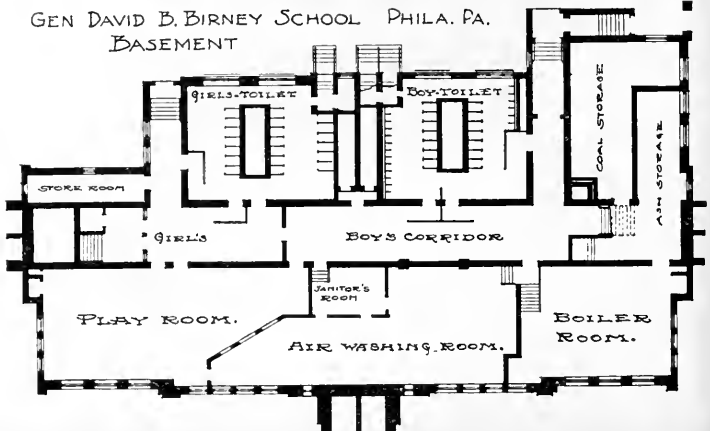 GEN DAVID B. BIRNEY SCHOOL PHILA. PA.
BASEMENT
GIRLS-TOILET
BOY-TOILET
COAL STORAGE
ASH STORAGE
STORE ROOM
GIRL'S
BOY'S CORRIDOR
JANITOR'S
ROOM
PLAY ROOM.
AIR WASHING ROOM.
BOILER
ROOM.